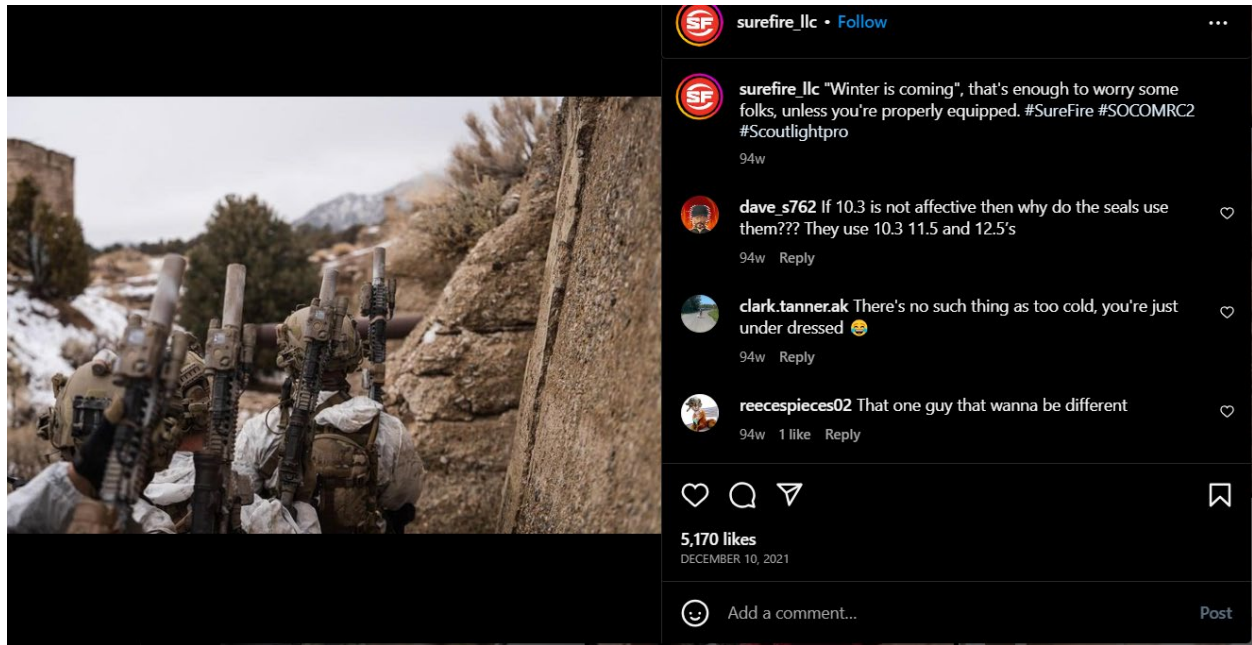 SF
surefire_llc • Follow
SF
surefire_llc "Winter is coming", that's enough to worry some
folks, unless you're properly equipped. #SureFire #SOCOMRC2
#Scoutlightpro
94w
dave_s762 If 10.3 is not affective then why do the seals use
them??? They use 10.3 11.5 and 12.5’s
94w Reply
clark.tanner.ak There's no such thing as too cold, you're just
under dressed 😂
94w Reply
reecespieces02 That one guy that wanna be different
94w 1 like Reply
5,170 likes
DECEMBER 10, 2021
Add a comment...
Post